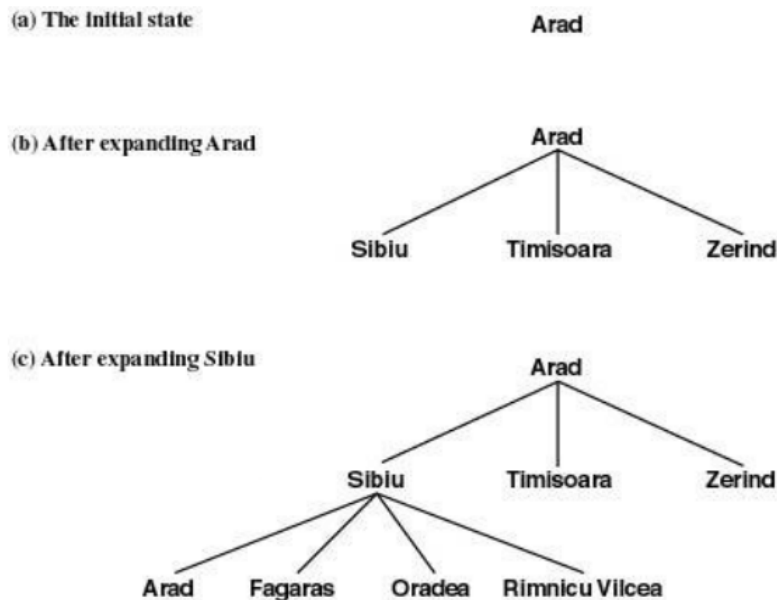 (a) The initial state
Arad
(b) After expanding Arad
Arad
Sibiu Timisoara Zerind
(c) After expanding Sibiu
Arad
Sibiu Timisoara Zerind
Arad Fagaras Oradea Rimnicu Vilcea